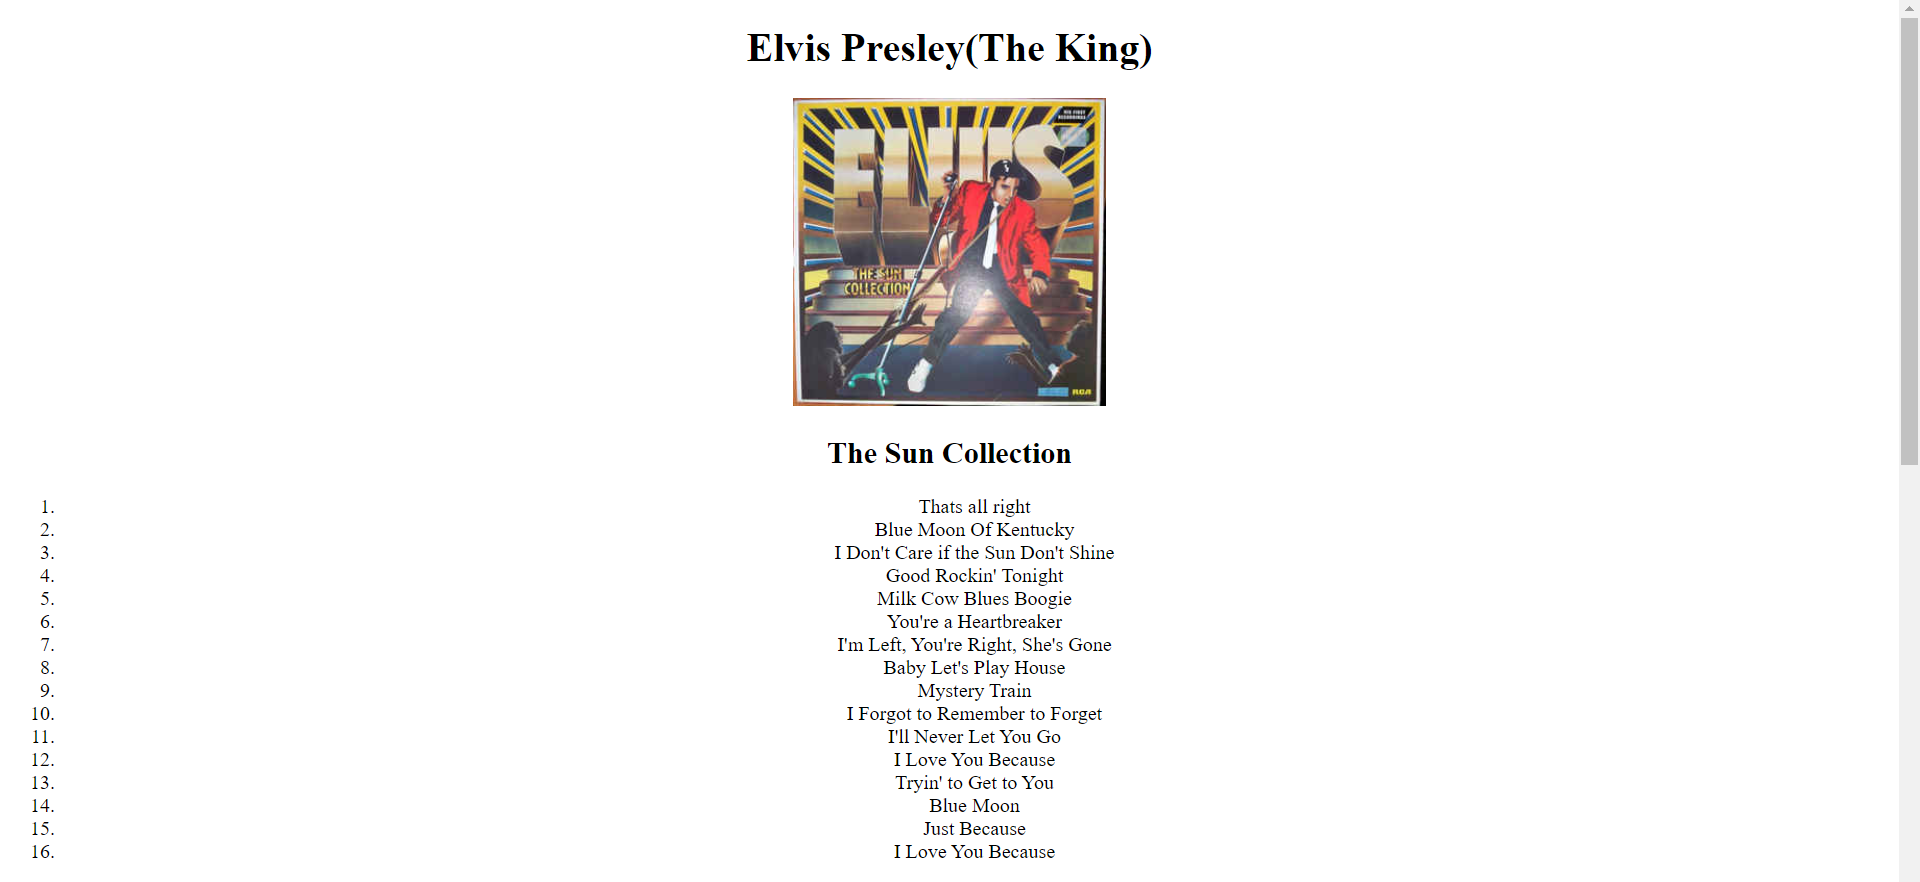 Elvis Presley(The King)
HIS FIRST
RECORDINGS
ELVIS
THE SUN
COLLECTION
RCA
The Sun Collection
1. Thats all right
2. Blue Moon Of Kentucky
3. I Don't Care if the Sun Don't Shine
4. Good Rockin' Tonight
5. Milk Cow Blues Boogie
6. You're a Heartbreaker
7. I'm Left, You're Right, She's Gone
8. Baby Let's Play House
9. Mystery Train
10. I Forgot to Remember to Forget
11. I'll Never Let You Go
12. I Love You Because
13. Tryin' to Get to You
14. Blue Moon
15. Just Because
16. I Love You Because